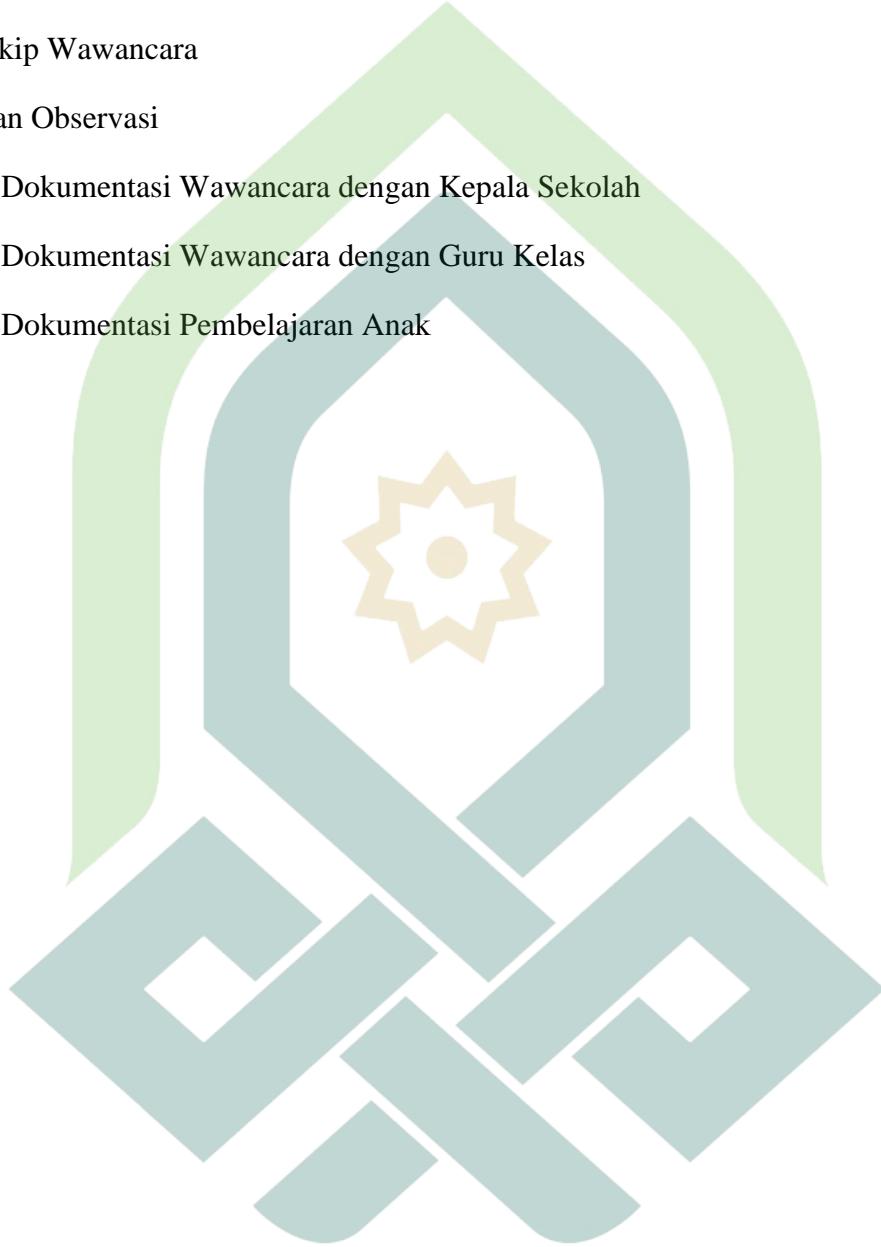 kip Wawancara
an Observasi
Dokumentasi Wawancara dengan Kepala Sekolah
Dokumentasi Wawancara dengan Guru Kelas
Dokumentasi Pembelajaran Anak